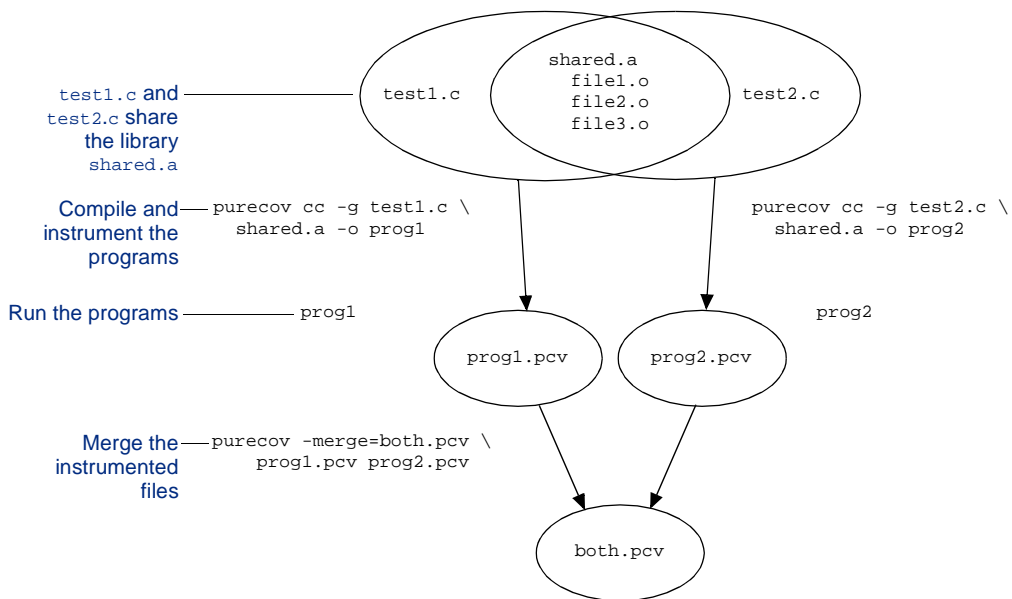 shared.a
file1.o
file2.o
file3.o
test1.c
test2.c
test1.c and
test2.c share
the library
shared.a
Compile and
instrument the
programs
purecov cc -g test1.c \
shared.a -o prog1
purecov cc -g test2.c \
shared.a -o prog2
Run the programs
prog1
prog2
prog1.pcv
prog2.pcv
Merge the
instrumented
files
purecov -merge=both.pcv \
prog1.pcv prog2.pcv
both.pcv